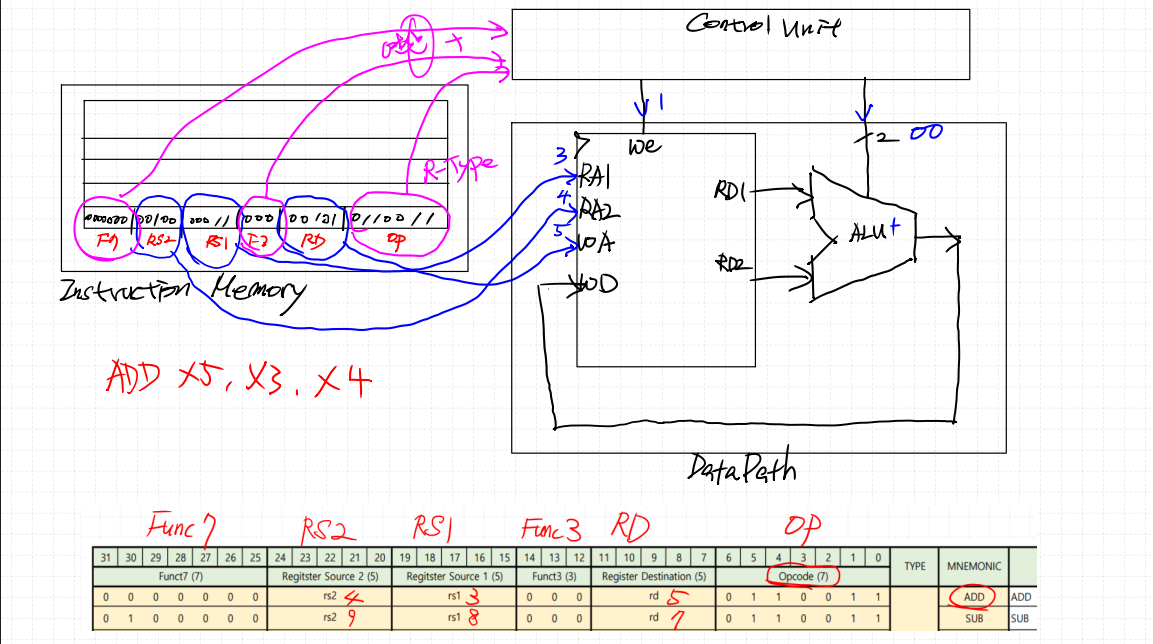 Control Unit
+
1
2 00
we
R-Type
3 RA1
4 RA2
5 WA
WD
RD1
RD2
ALU +
0000000 00100 00011 000 00101 0110011
F7 RS2 RS1 F3 RD OP
Instruction Memory
ADD X5, X3, X4
DataPath
Func7 RS2 RS1 Func3 RD OP
31 30 29 28 27 26 25 24 23 22 21 20 19 18 17 16 15 14 13 12 11 10 9 8 7 6 5 4 3 2 1 0 TYPE MNEMONIC
Funct7 (7) Regitster Source 2 (5) Regitster Source 1 (5) Funct3 (3) Register Destination (5) Opcode (7)
0 0 0 0 0 0 0 rs2 4 rs1 3 0 0 0 rd 5 0 1 1 0 0 1 1 ADD ADD
0 1 0 0 0 0 0 rs2 9 rs1 8 0 0 0 rd 7 0 1 1 0 0 1 1 SUB SUB